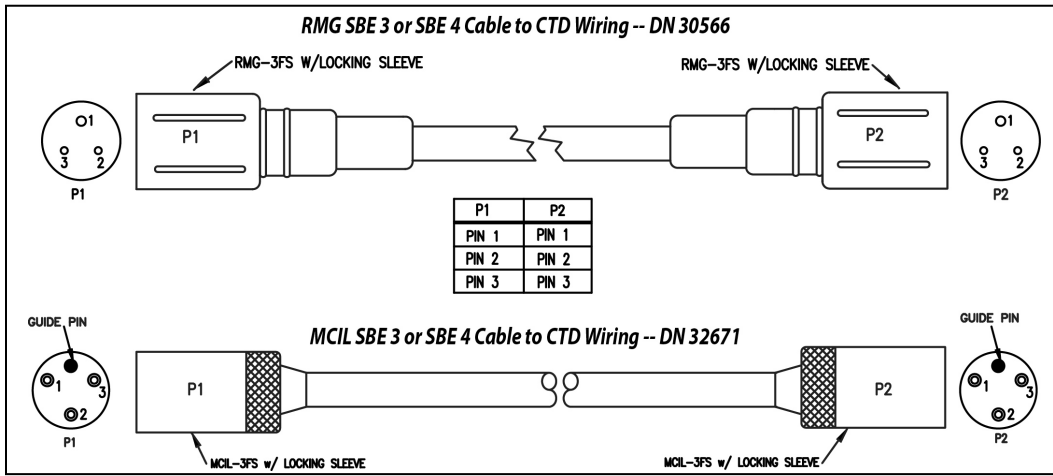 RMG SBE 3 or SBE 4 Cable to CTD Wiring -- DN 30566
RMG-3FS W/LOCKING SLEEVE
RMG-3FS W/LOCKING SLEEVE
1
3 2
P1
P1
P2
1
3 2
P2
P1 P2
PIN 1 PIN 1
PIN 2 PIN 2
PIN 3 PIN 3
MCIL SBE 3 or SBE 4 Cable to CTD Wiring -- DN 32671
GUIDE PIN
GUIDE PIN
1 3
2
P1
P1
P2
1 3
2
P2
MCIL-3FS w/ LOCKING SLEEVE
MCIL-3FS w/ LOCKING SLEEVE